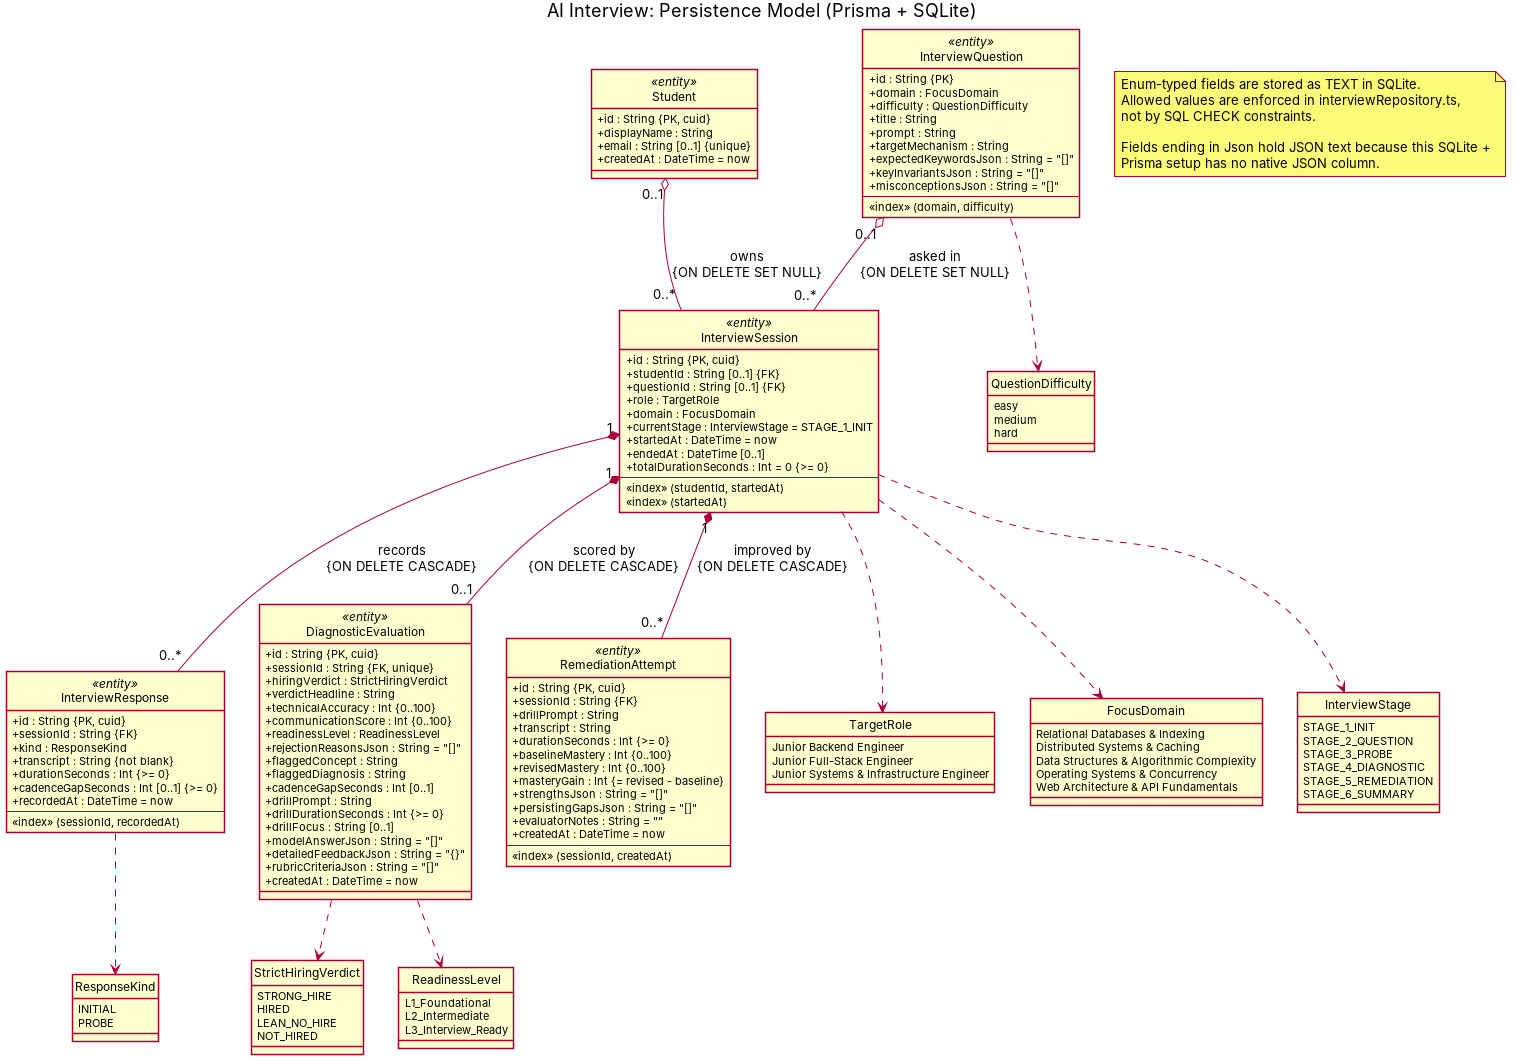 AI Interview: Persistence Model (Prisma + SQLite)
«entity»
Student
+id : String {PK, cuid}
+displayName : String
+email : String [0..1] {unique}
+createdAt : DateTime = now
«entity»
InterviewQuestion
+id : String {PK}
+domain : FocusDomain
+difficulty : QuestionDifficulty
+title : String
+prompt : String
+targetMechanism : String
+expectedKeywordsJson : String = "[]"
+keyInvariantsJson : String = "[]"
+misconceptionsJson : String = "[]"
«index» (domain, difficulty)
Enum-typed fields are stored as TEXT in SQLite.
Allowed values are enforced in interviewRepository.ts,
not by SQL CHECK constraints.
Fields ending in Json hold JSON text because this SQLite +
Prisma setup has no native JSON column.
0..1
owns
{ON DELETE SET NULL}
0..*
0..1
asked in
{ON DELETE SET NULL}
0..*
«entity»
InterviewSession
+id : String {PK, cuid}
+studentId : String [0..1] {FK}
+questionId : String [0..1] {FK}
+role : TargetRole
+domain : FocusDomain
+currentStage : InterviewStage = STAGE_1_INIT
+startedAt : DateTime = now
+endedAt : DateTime [0..1]
+totalDurationSeconds : Int = 0 {>= 0}
«index» (studentId, startedAt)
«index» (startedAt)
QuestionDifficulty
easy
medium
hard
1
records
{ON DELETE CASCADE}
0..*
1
scored by
{ON DELETE CASCADE}
0..1
1
improved by
{ON DELETE CASCADE}
0..*
«entity»
InterviewResponse
+id : String {PK, cuid}
+sessionId : String {FK}
+kind : ResponseKind
+transcript : String {not blank}
+durationSeconds : Int {>= 0}
+cadenceGapSeconds : Int [0..1] {>= 0}
+recordedAt : DateTime = now
«index» (sessionId, recordedAt)
«entity»
DiagnosticEvaluation
+id : String {PK, cuid}
+sessionId : String {FK, unique}
+hiringVerdict : StrictHiringVerdict
+verdictHeadline : String
+technicalAccuracy : Int {0..100}
+communicationScore : Int {0..100}
+readinessLevel : ReadinessLevel
+rejectionReasonsJson : String = "[]"
+flaggedConcept : String
+flaggedDiagnosis : String
+cadenceGapSeconds : Int [0..1]
+drillPrompt : String
+drillDurationSeconds : Int {>= 0}
+drillFocus : String [0..1]
+modelAnswerJson : String = "[]"
+detailedFeedbackJson : String = "{}"
+rubricCriteriaJson : String = "[]"
+createdAt : DateTime = now
«entity»
RemediationAttempt
+id : String {PK, cuid}
+sessionId : String {FK}
+drillPrompt : String
+transcript : String
+durationSeconds : Int {>= 0}
+baselineMastery : Int {0..100}
+revisedMastery : Int {0..100}
+masteryGain : Int {= revised - baseline}
+strengthsJson : String = "[]"
+persistingGapsJson : String = "[]"
+evaluatorNotes : String = ""
+createdAt : DateTime = now
«index» (sessionId, createdAt)
TargetRole
Junior Backend Engineer
Junior Full-Stack Engineer
Junior Systems & Infrastructure Engineer
FocusDomain
Relational Databases & Indexing
Distributed Systems & Caching
Data Structures & Algorithmic Complexity
Operating Systems & Concurrency
Web Architecture & API Fundamentals
InterviewStage
STAGE_1_INIT
STAGE_2_QUESTION
STAGE_3_PROBE
STAGE_4_DIAGNOSTIC
STAGE_5_REMEDIATION
STAGE_6_SUMMARY
ResponseKind
INITIAL
PROBE
StrictHiringVerdict
STRONG_HIRE
HIRED
LEAN_NO_HIRE
NOT_HIRED
ReadinessLevel
L1_Foundational
L2_Intermediate
L3_Interview_Ready